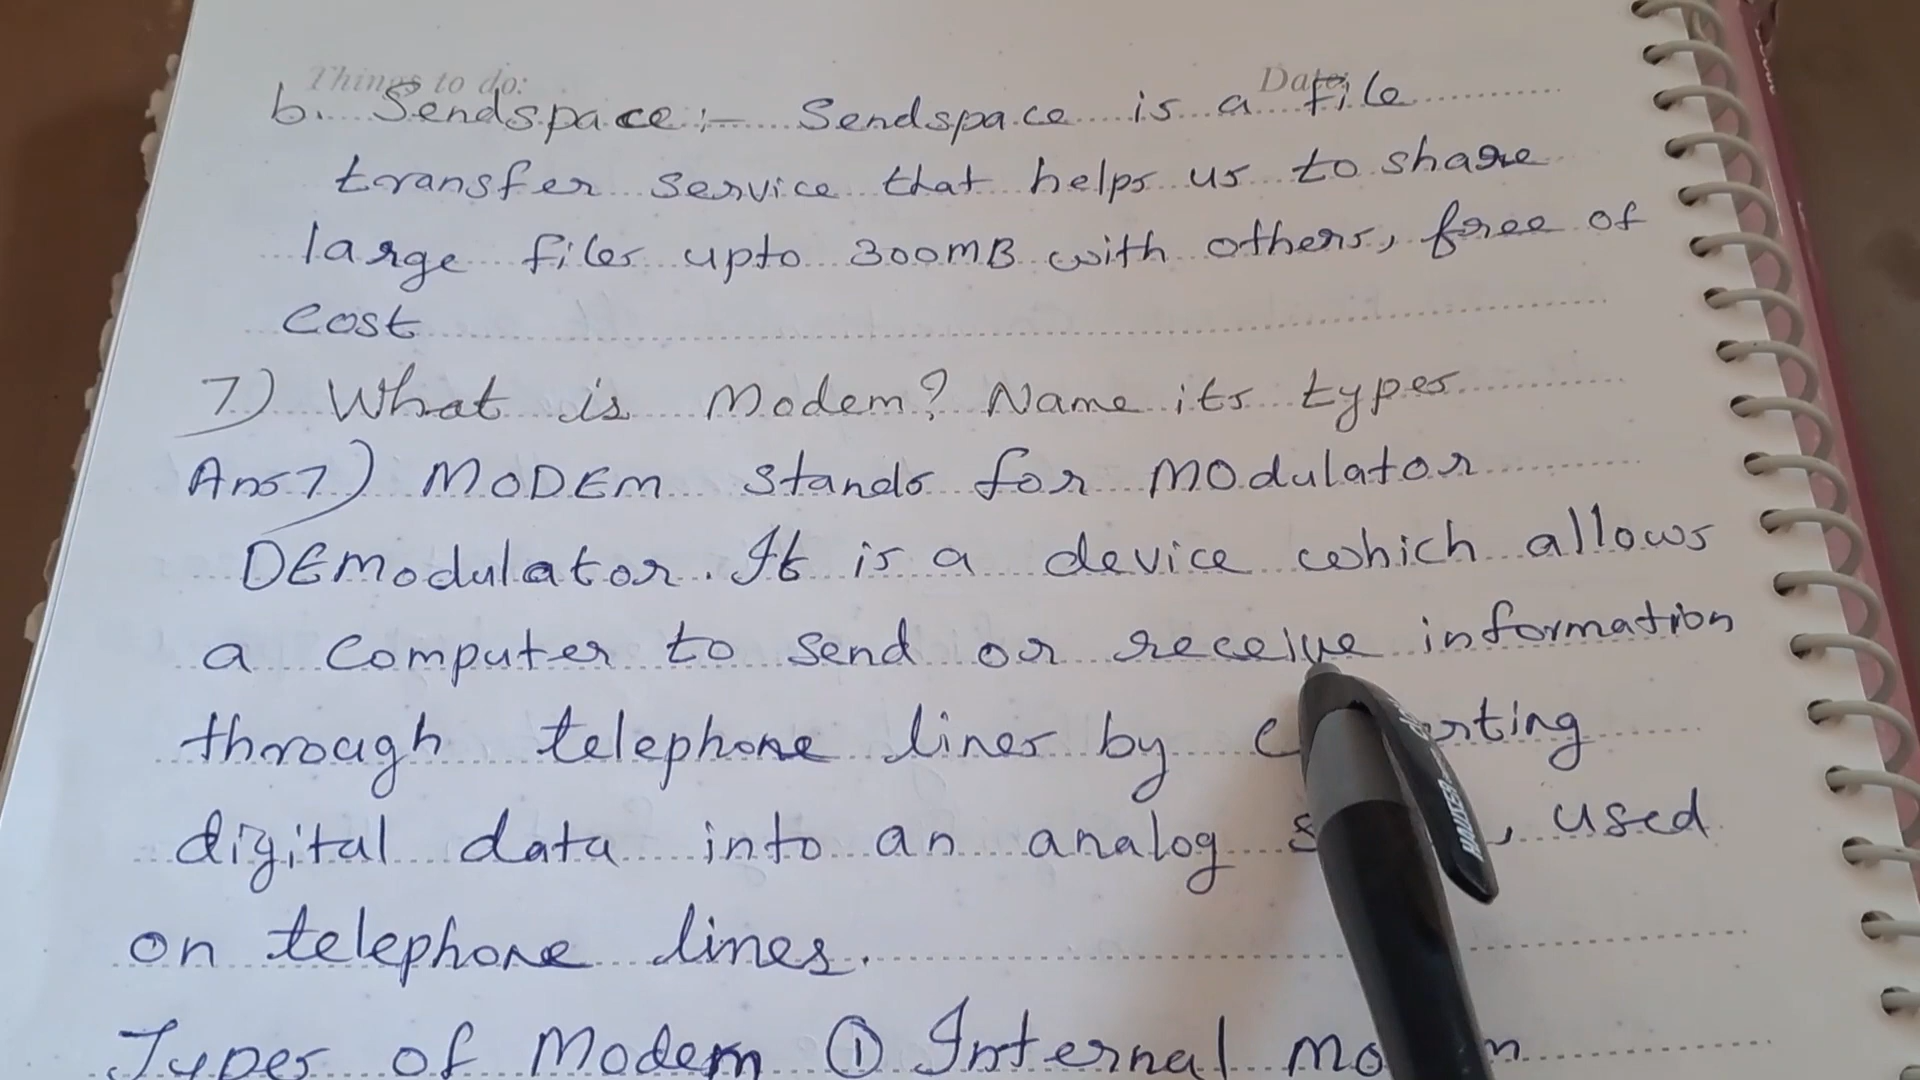 Things to do: Date:
b. Sendspace :- Sendspace is a file
transfer service that helps us to share
large files upto 300MB with others, free of
cost
7) What is Modem? Name its types
Ans7) MODEM stands for MOdulator
DEModulator. It is a device which allows
a computer to send or receive information
through telephone lines by
digital data into an analog , used
on telephone lines.
Types of Modem ① Internal